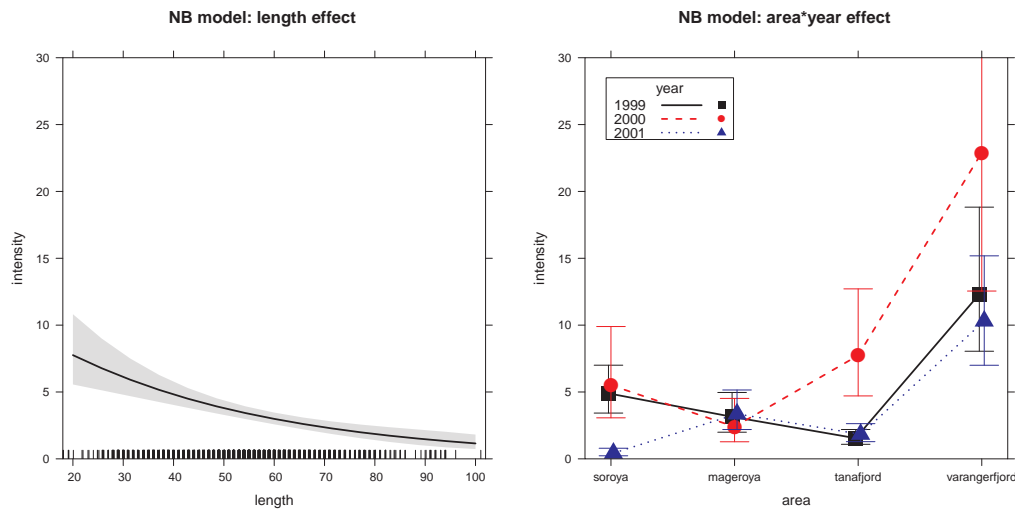 NB model: length effect
30
25
20
15
10
5
0
intensity
20 30 40 50 60 70 80 90 100
length
NB model: area*year effect
30
25
20
15
10
5
0
intensity
year
1999
2000
2001
soroya mageroya tanafjord varangerfjord
area